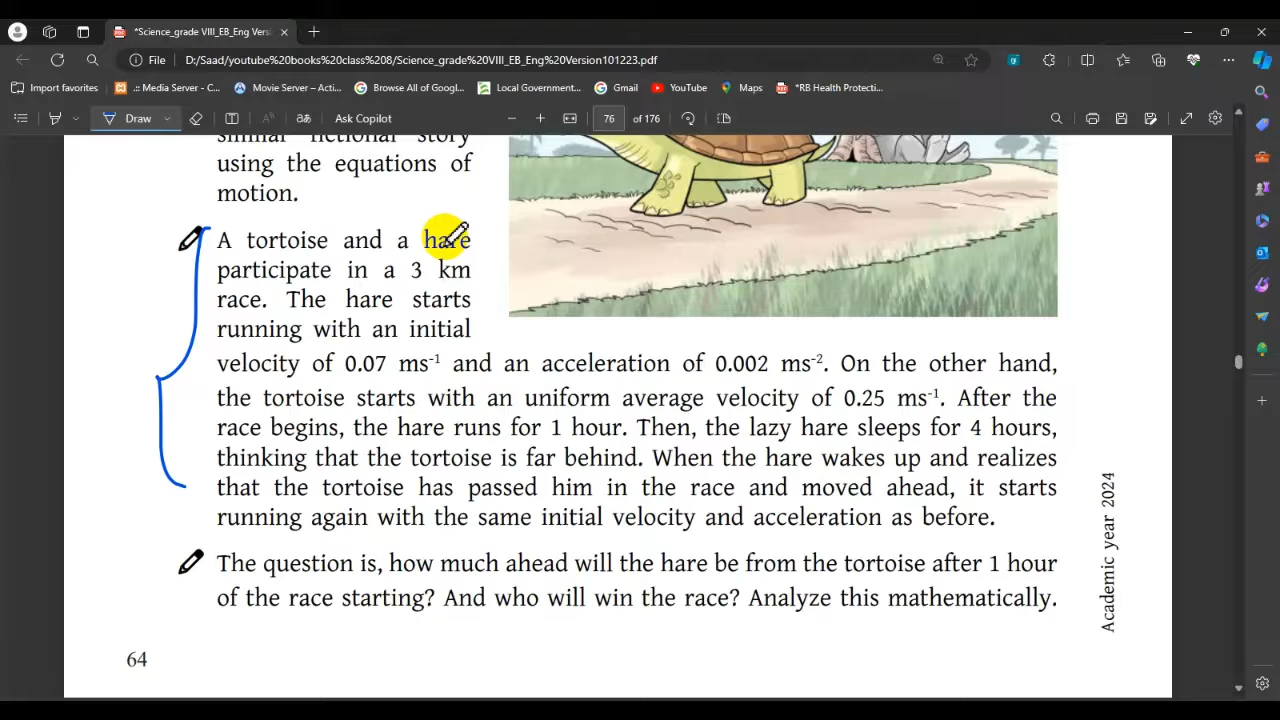 *Science_grade VIII_EB_Eng Versi
File
D:/Saad/youtube%20books%20class%208/Science_grade%20VIII_EB_Eng%20Version101223.pdf
Import favorites
.:: Media Server - C...
Movie Server – Acti...
Browse All of Googl...
Local Government...
Gmail
YouTube
Maps
*RB Health Protecti...
Draw
Ask Copilot
76
of 176
similar fictional story
using the equations of
motion.
A tortoise and a hare
participate in a 3 km
race. The hare starts
running with an initial
velocity of 0.07 ms⁻¹ and an acceleration of 0.002 ms⁻². On the other hand,
the tortoise starts with an uniform average velocity of 0.25 ms⁻¹. After the
race begins, the hare runs for 1 hour. Then, the lazy hare sleeps for 4 hours,
thinking that the tortoise is far behind. When the hare wakes up and realizes
that the tortoise has passed him in the race and moved ahead, it starts
running again with the same initial velocity and acceleration as before.
The question is, how much ahead will the hare be from the tortoise after 1 hour
of the race starting? And who will win the race? Analyze this mathematically.
64
Academic year 2024